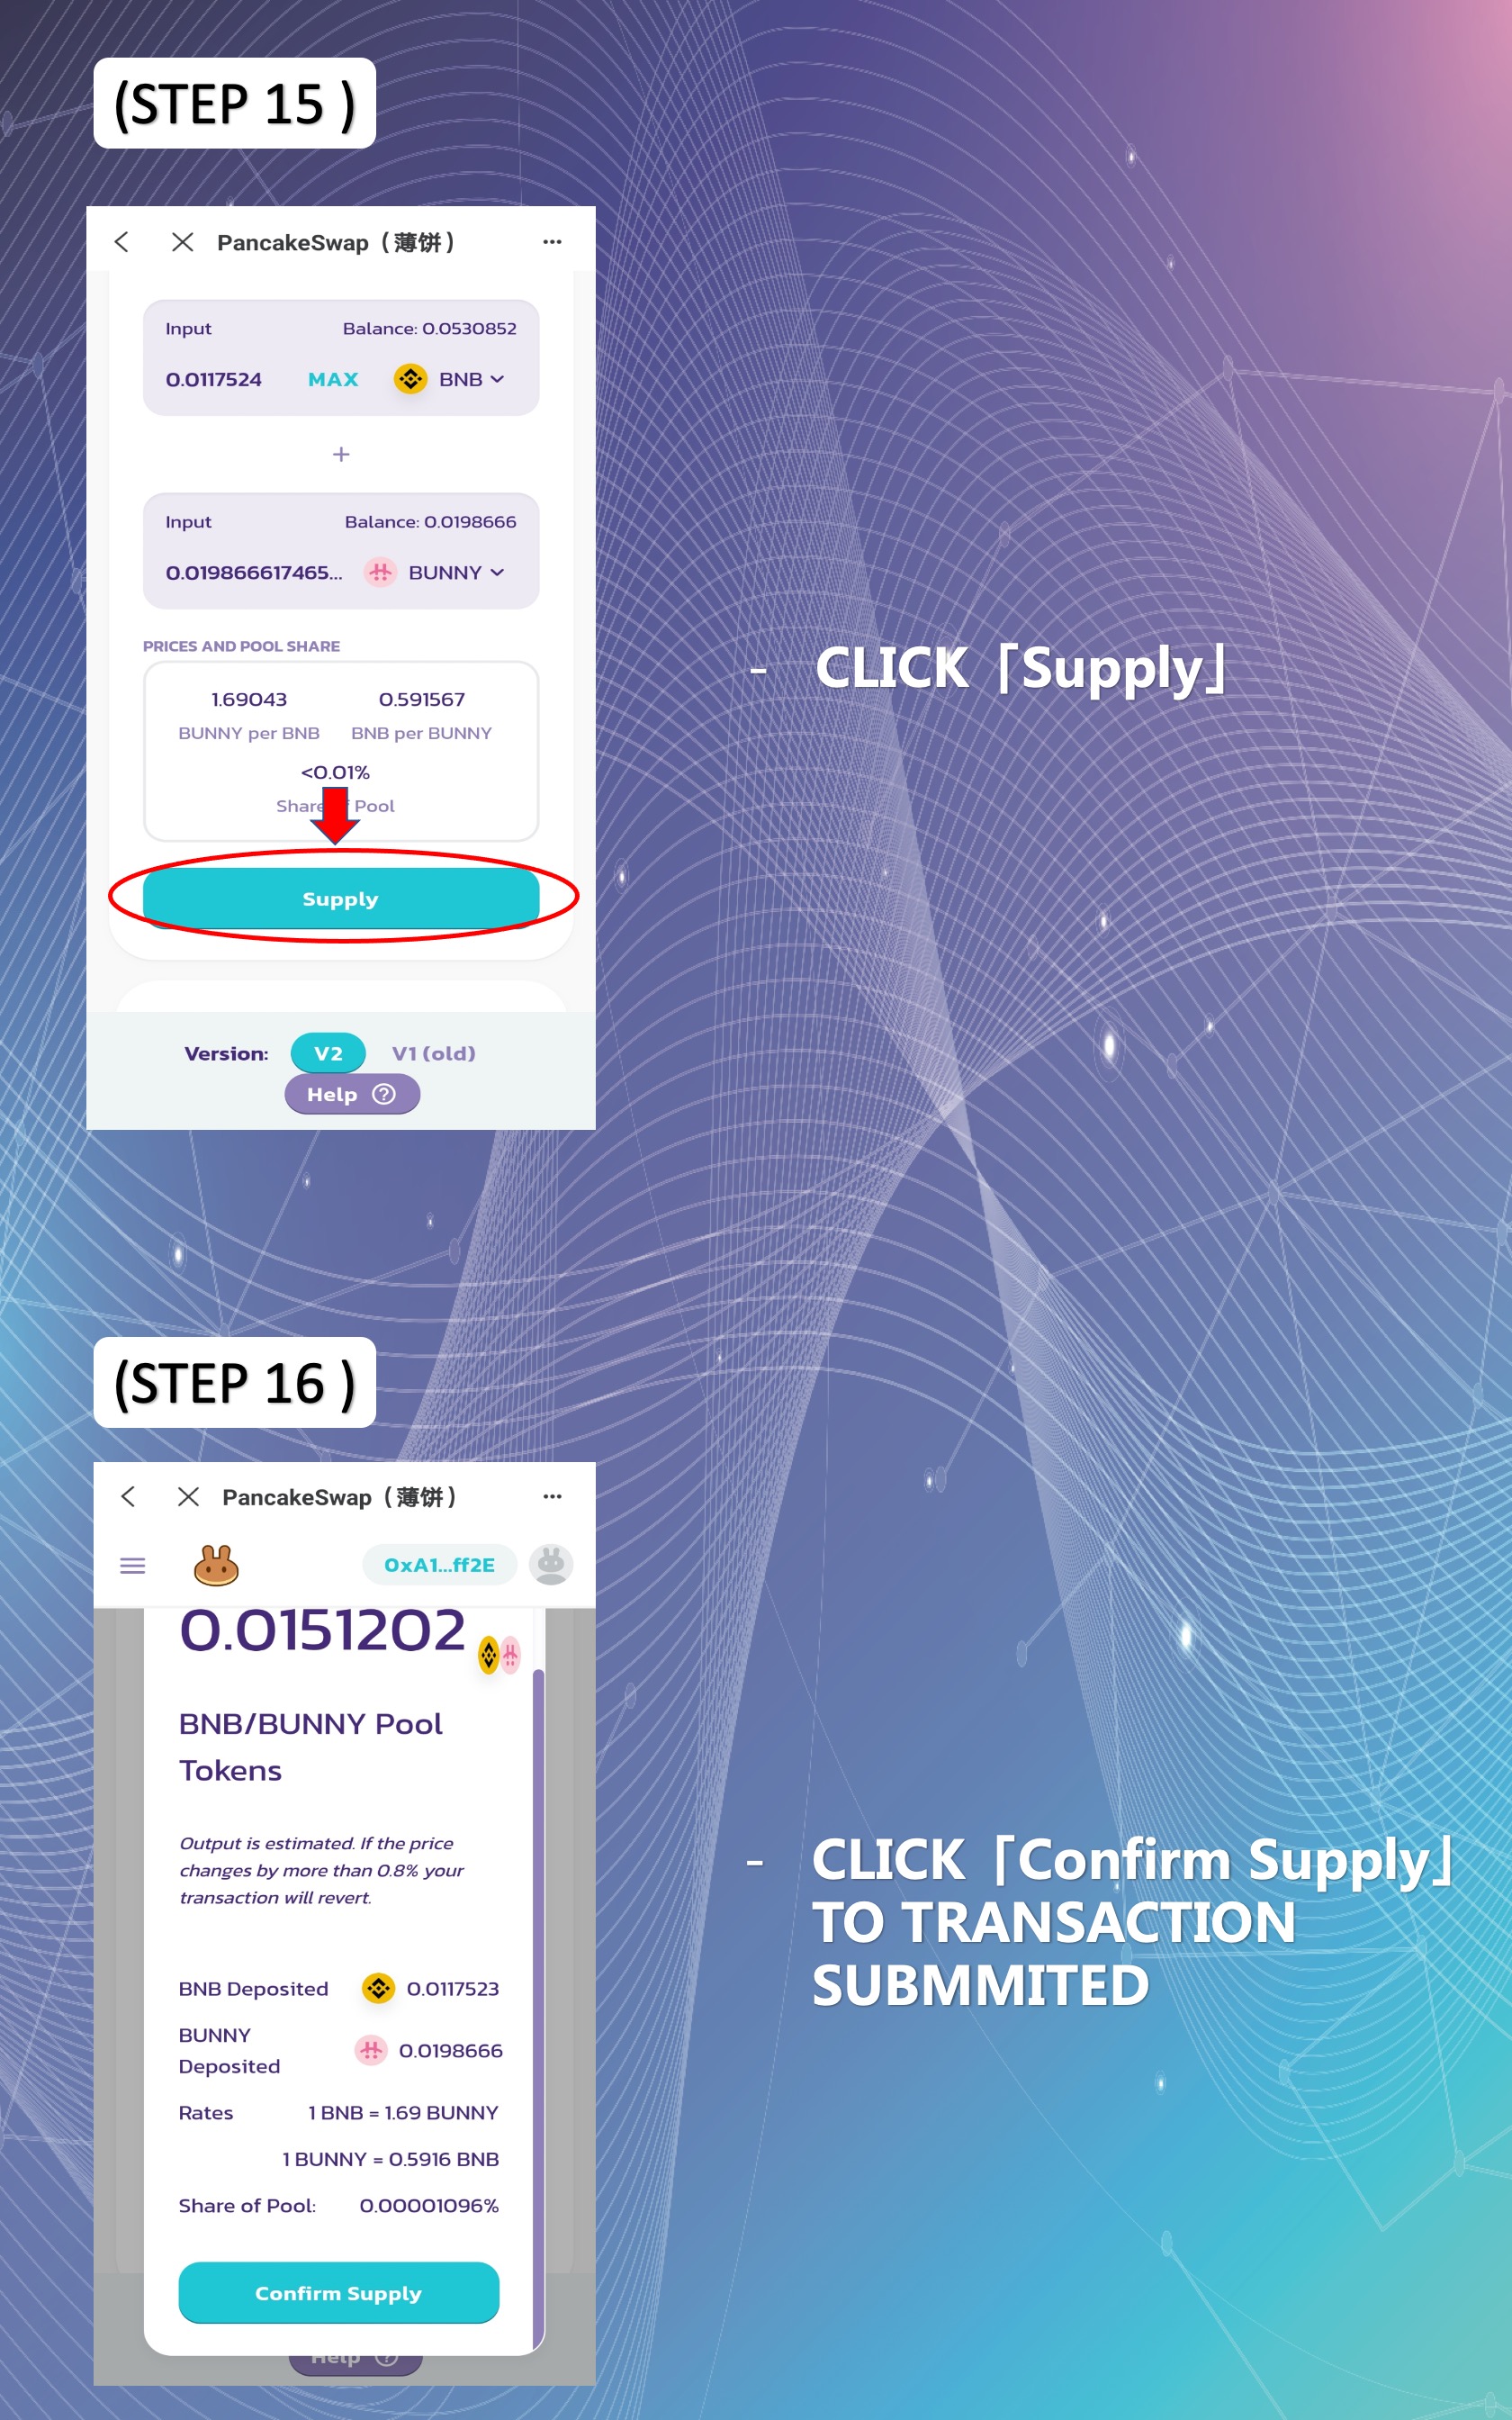 (STEP 15 )
PancakeSwap（薄饼）
Input Balance: 0.0530852
0.0117524 MAX BNB
+
Input Balance: 0.0198666
0.019866617465... BUNNY
PRICES AND POOL SHARE
1.69043 0.591567
BUNNY per BNB BNB per BUNNY
<0.01%
Share Pool
Supply
Version: V2 V1 (old)
Help ?
- CLICK「Supply」
(STEP 16 )
PancakeSwap（薄饼）
0xA1...ff2E
0.0151202
BNB/BUNNY Pool
Tokens
Output is estimated. If the price
changes by more than 0.8% your
transaction will revert.
BNB Deposited 0.0117523
BUNNY
Deposited 0.0198666
Rates 1 BNB = 1.69 BUNNY
1 BUNNY = 0.5916 BNB
Share of Pool: 0.00001096%
Confirm Supply
Help ?
- CLICK「Confirm Supply」
TO TRANSACTION
SUBMMITED